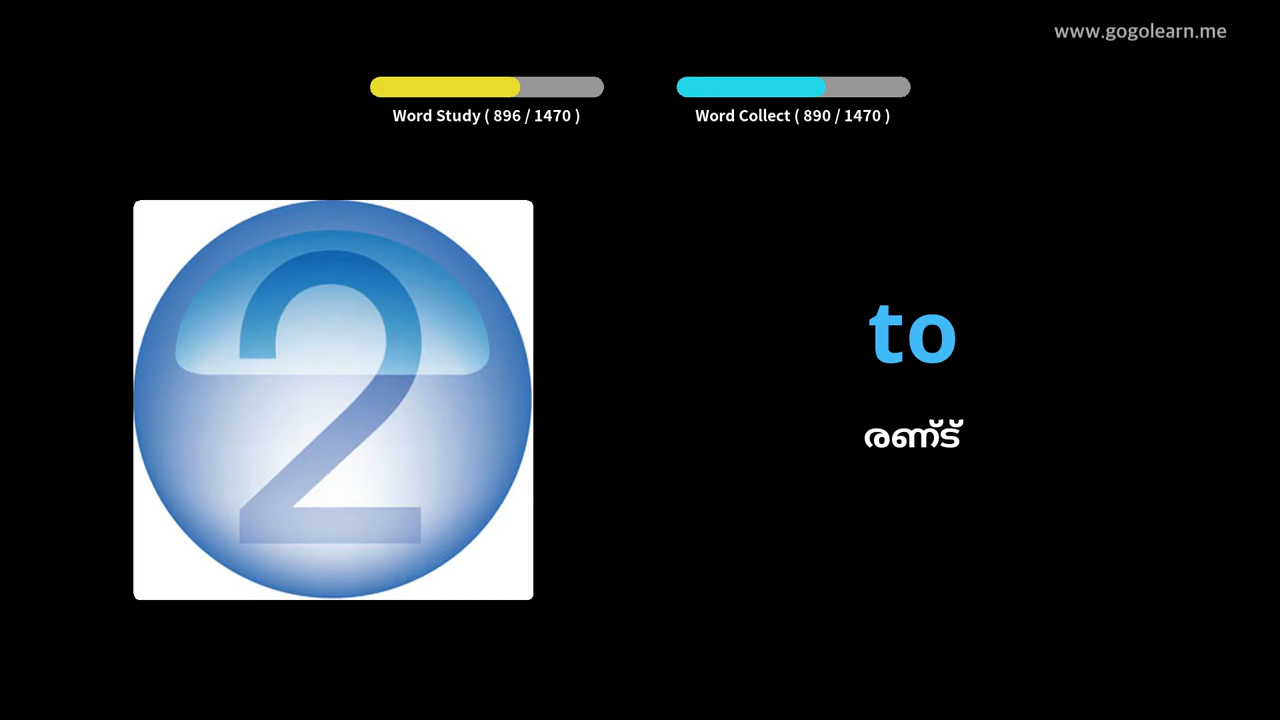 www.gogolearn.me
Word Study ( 896 / 1470 )
Word Collect ( 890 / 1470 )
2
to
രണ്ട്